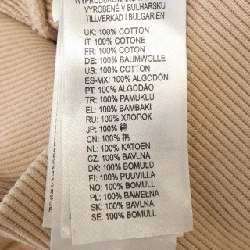 VYROBENÉ V BULHARSKU
TILLVERKAD I BULGARIEN
UK: 100% COTTON
IT: 100% COTONE
FR: 100% COTON
DE: 100% BAUMWOLLE
US: 100% COTTON
ES-MX: 100% ALGODÓN
PT: 100% ALGODÃO
TR: 100% PAMUKLU
EL: 100% BAMBAKI
RU: 100% ХЛОПОК
JP: 100% 綿
CN: 100% 棉
NL: 100% KATOEN
CZ: 100% BAVLNA
DK: 100% BOMULD
FI: 100% PUUVILLA
NO: 100% BOMULL
PL: 100% BAWEŁNA
SK: 100% BAVLNA
SE: 100% BOMULL